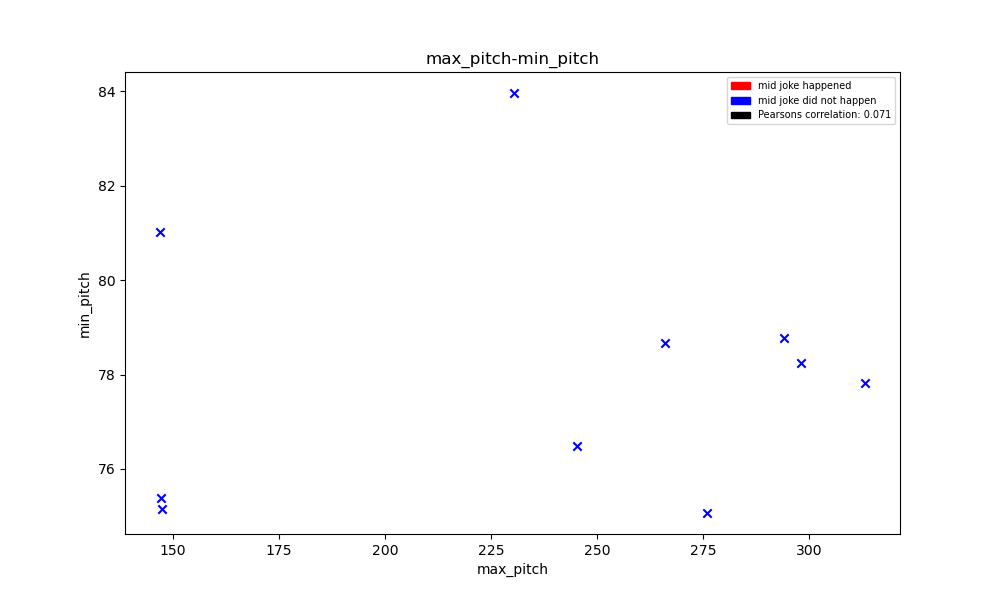 max_pitch-min_pitch
mid joke happened
mid joke did not happen
Pearsons correlation: 0.071
84
82
80
78
76
min_pitch
150
175
200
225
250
275
300
max_pitch